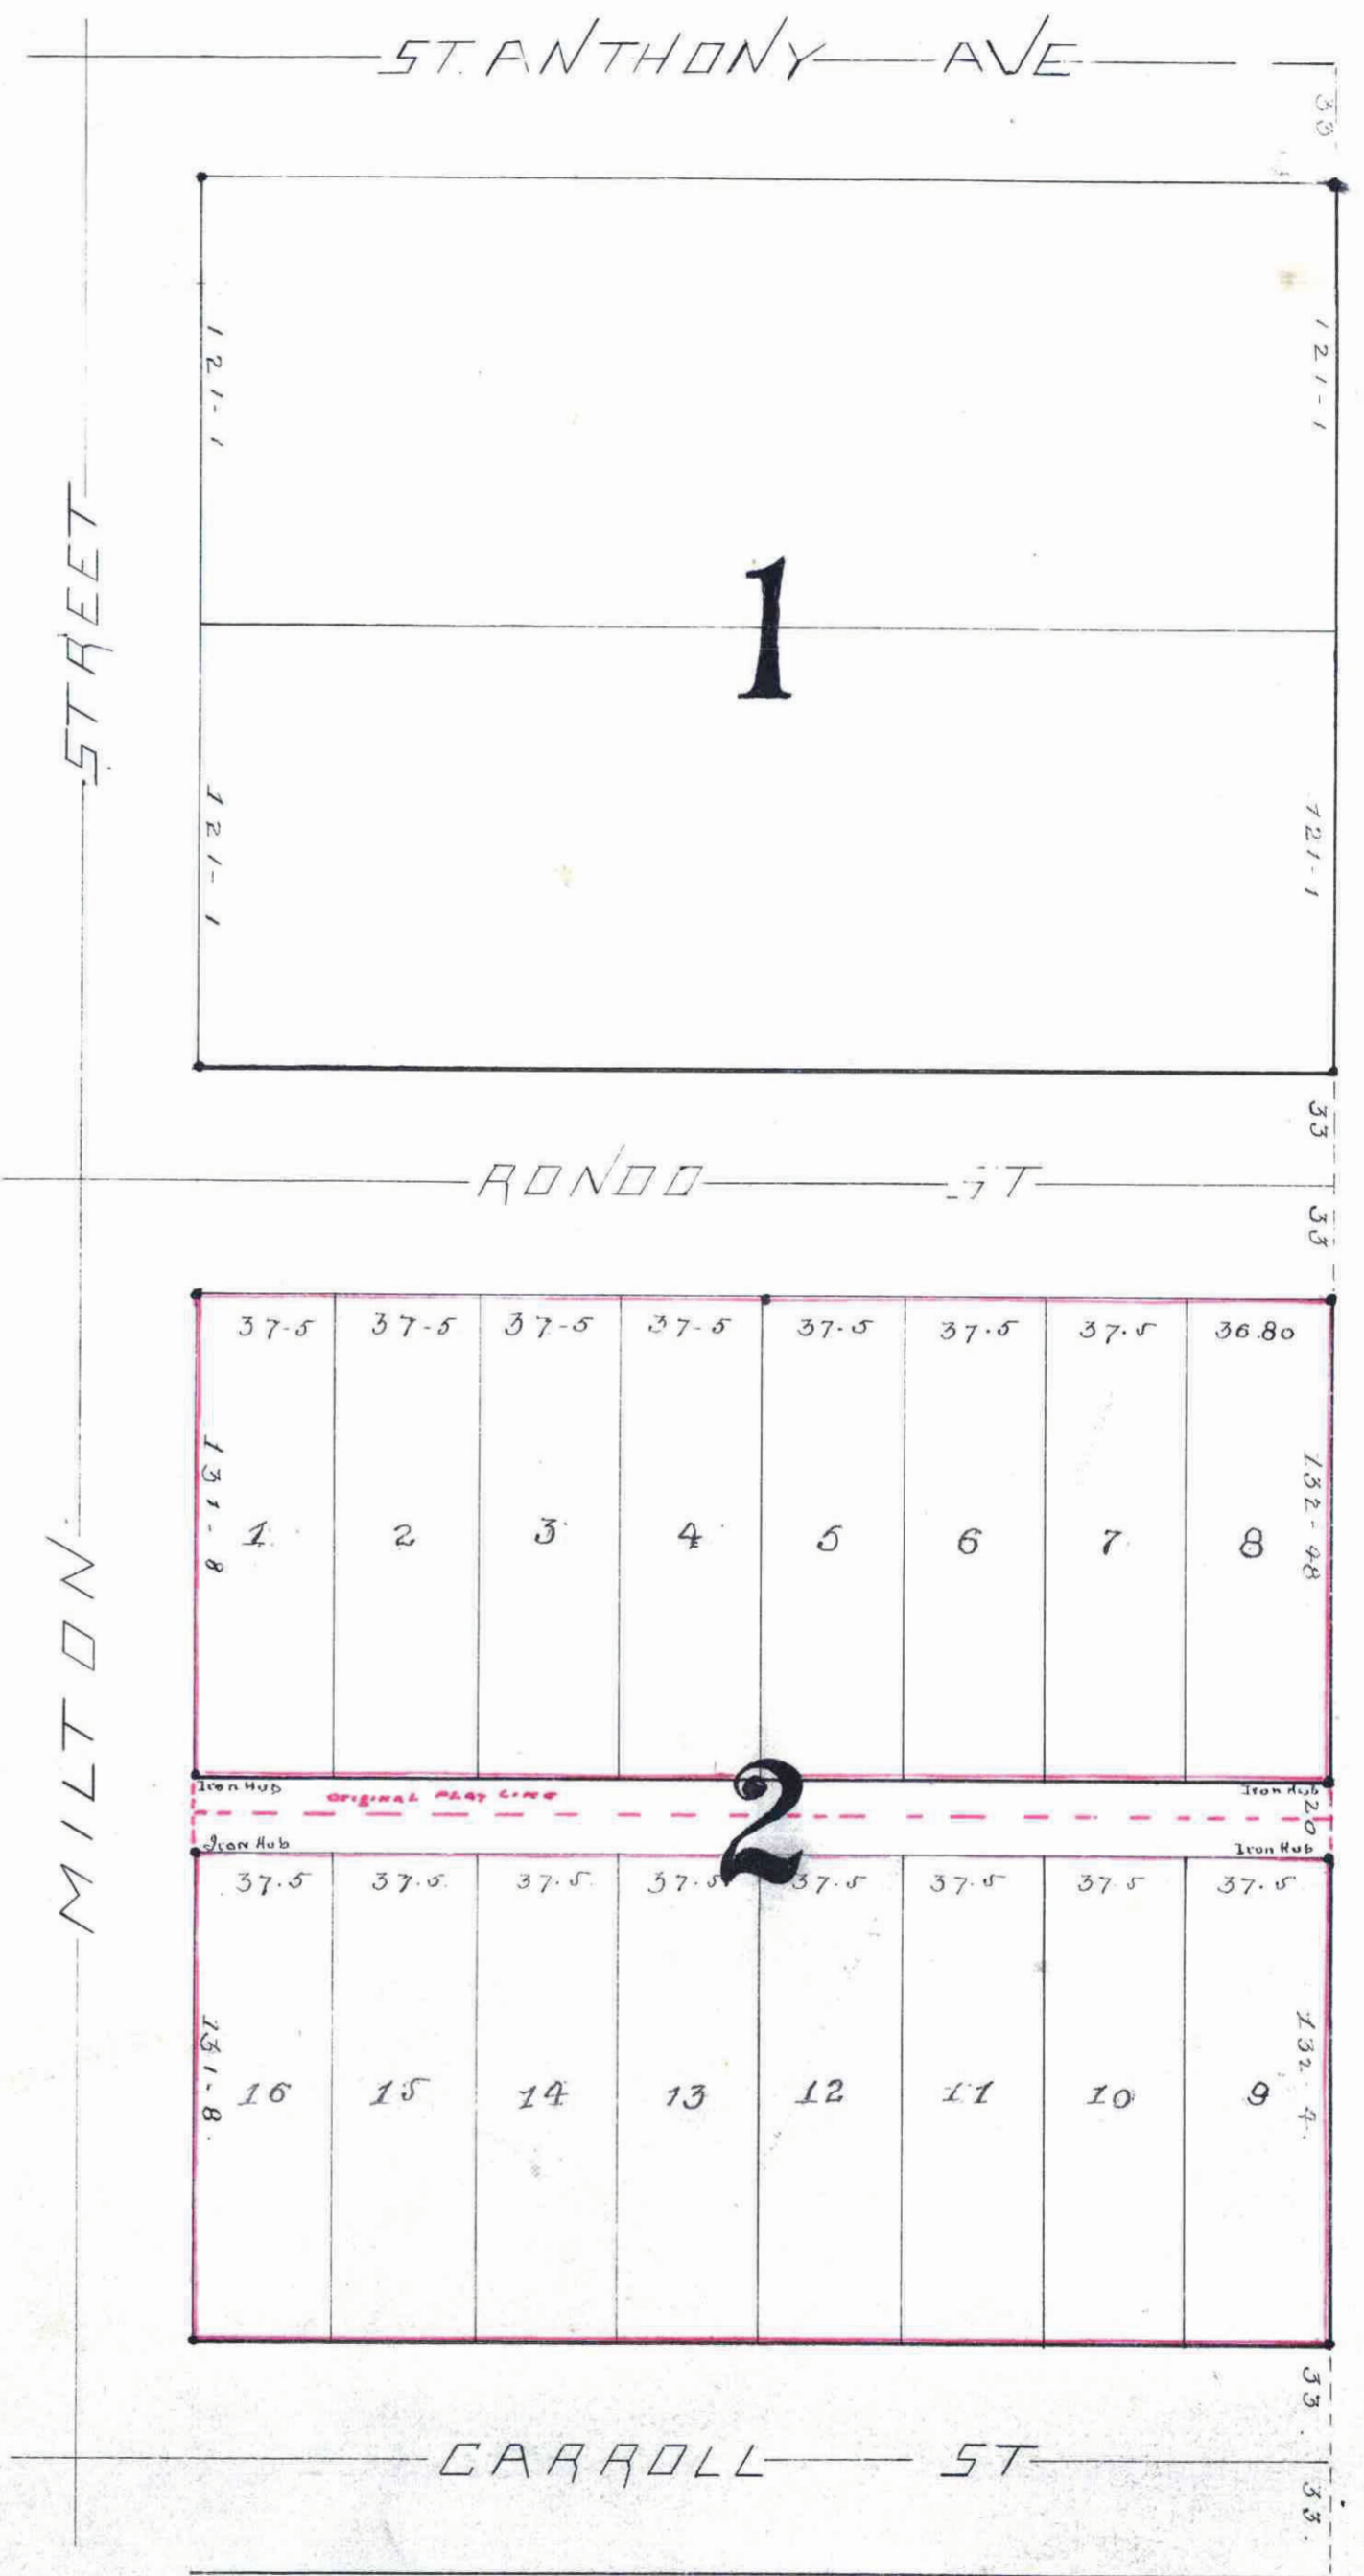 ST. ANTHONY AVE
33
121-1
121-1
STREET
1
121-1
121-1
33
RONDO ST
33
37-5 37-5 37-5 37-5 37.5 37.5 37.5 36.80
131-8
132-48
1 2 3 4 5 6 7 8
MILTON
Iron Hub
ORIGINAL PLAT LINE
Iron Hub
2
20
Iron Hub
Iron Hub
37.5 37.5 37.5 37.5 37.5 37.5 37.5 37.5
131-8.
132-4.
16 15 14 13 12 11 10 9
33.
CARROLL ST
33.